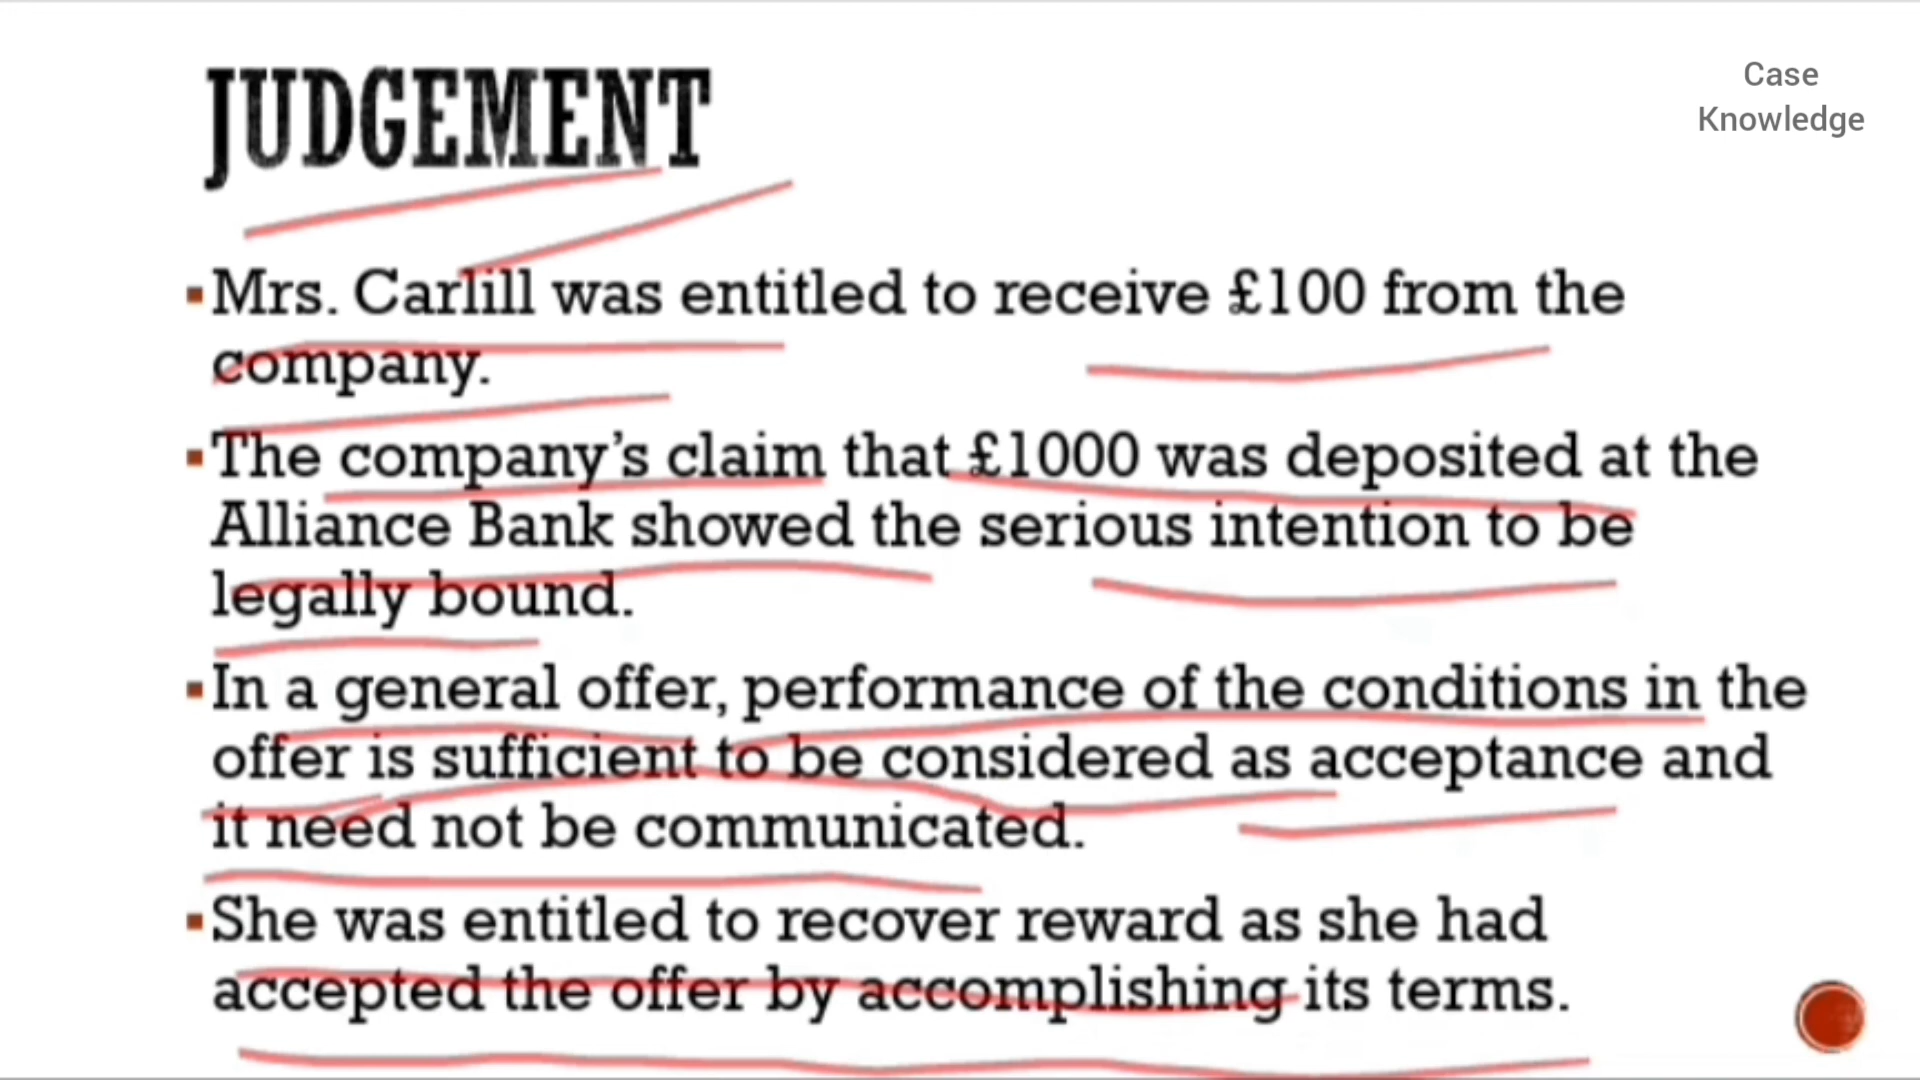 JUDGEMENT
Case
Knowledge
▪Mrs. Carlill was entitled to receive £100 from the
company.
▪The company's claim that £1000 was deposited at the
Alliance Bank showed the serious intention to be
legally bound.
▪In a general offer, performance of the conditions in the
offer is sufficient to be considered as acceptance and
it need not be communicated.
▪She was entitled to recover reward as she had
accepted the offer by accomplishing its terms.